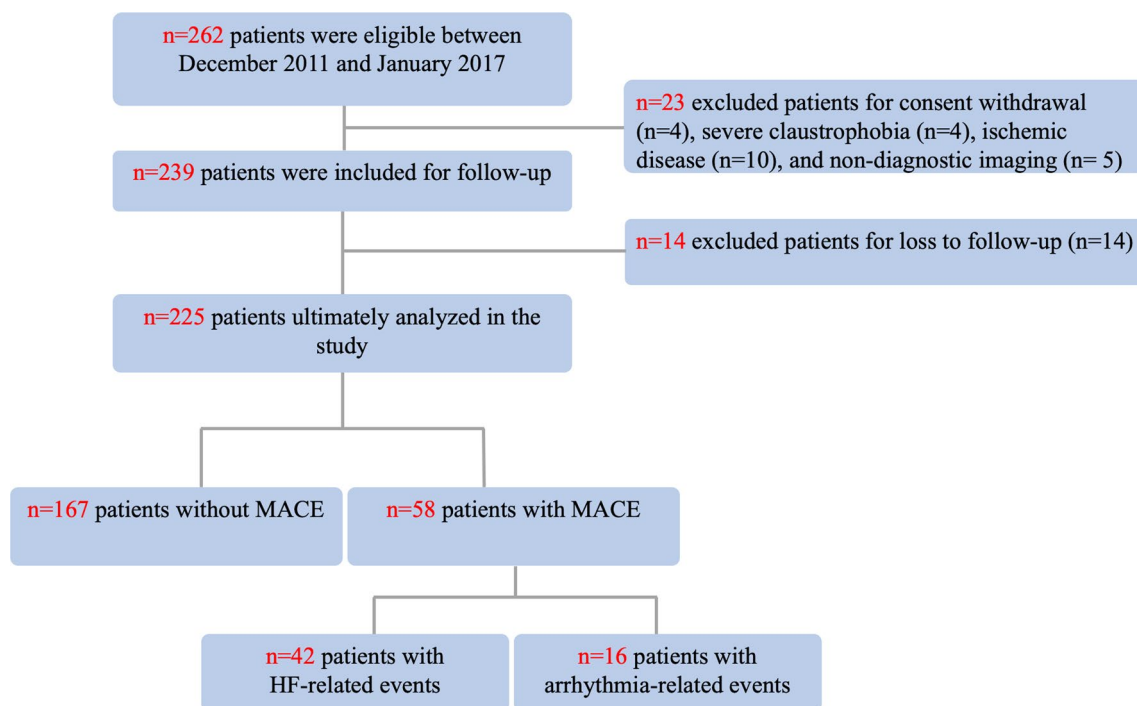 n=262 patients were eligible between
December 2011 and January 2017
n=23 excluded patients for consent withdrawal
(n=4), severe claustrophobia (n=4), ischemic
disease (n=10), and non-diagnostic imaging (n= 5)
n=239 patients were included for follow-up
n=14 excluded patients for loss to follow-up (n=14)
n=225 patients ultimately analyzed in the
study
n=167 patients without MACE
n=58 patients with MACE
n=42 patients with
HF-related events
n=16 patients with
arrhythmia-related events